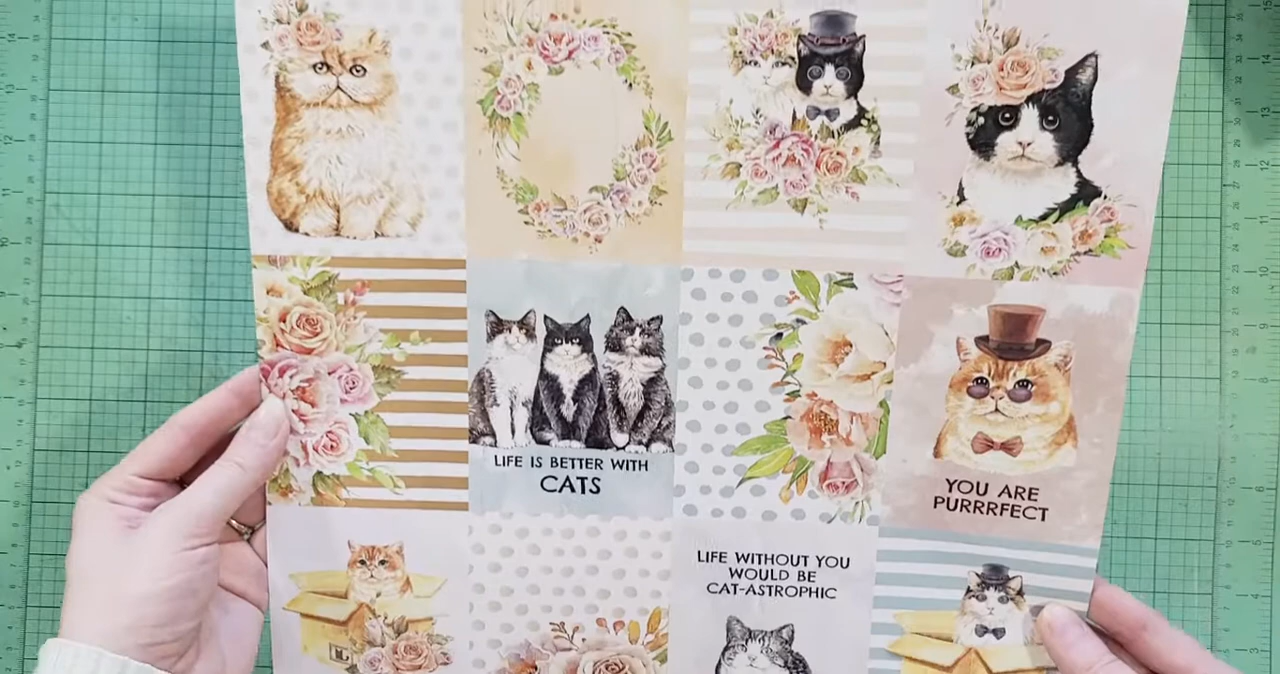 LIFE IS BETTER WITH
CATS
YOU ARE
PURRRFECT
LIFE WITHOUT YOU
WOULD BE
CAT-ASTROPHIC